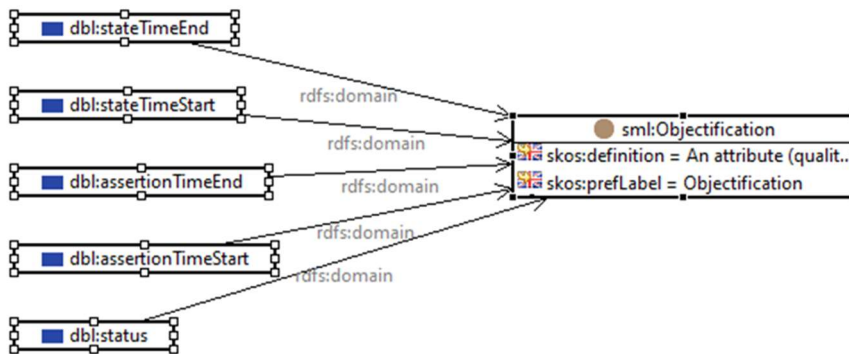 dbl:stateTimeEnd
rdfs:domain
dbl:stateTimeStart
rdfs:domain
sml:Objectification
skos:definition = An attribute (qualit...
dbl:assertionTimeEnd
rdfs:domain
skos:prefLabel = Objectification
rdfs:domain
dbl:assertionTimeStart
rdfs:domain
dbl:status